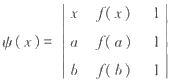 ψ(x) = | x f(x) 1 |
| a f(a) 1 |
| b f(b) 1 |